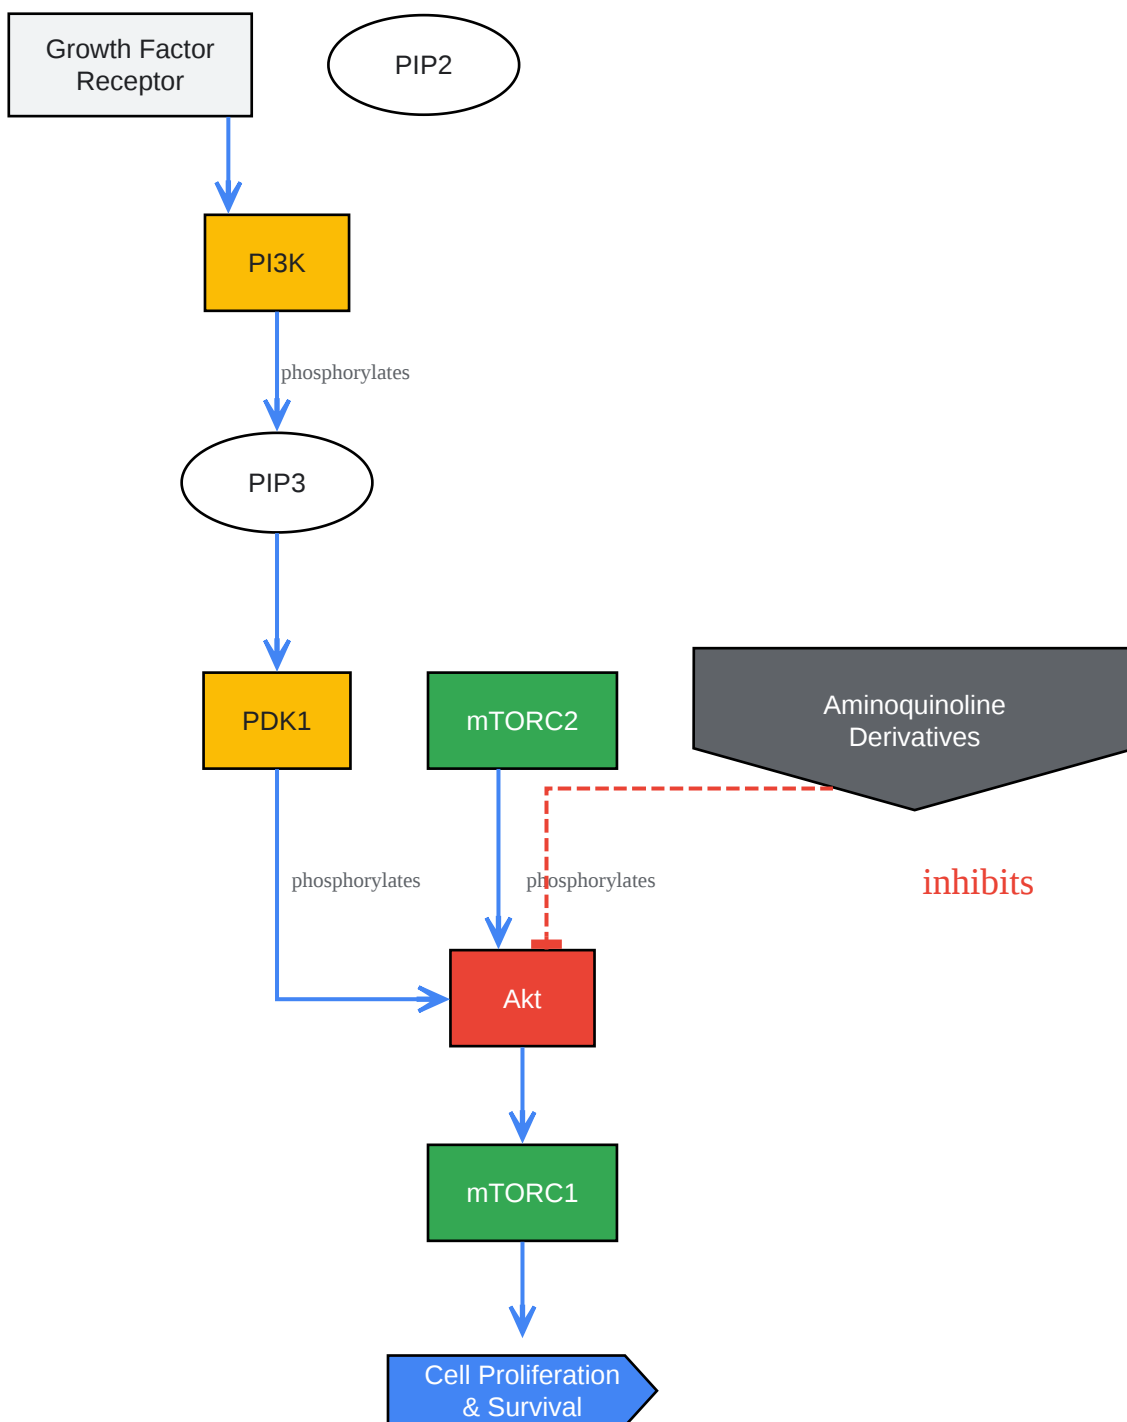 Growth Factor
Receptor
PIP2
PI3K
phosphorylates
PIP3
PDK1
mTORC2
Aminoquinoline
Derivatives
phosphorylates
phosphorylates
inhibits
Akt
mTORC1
Cell Proliferation
& Survival